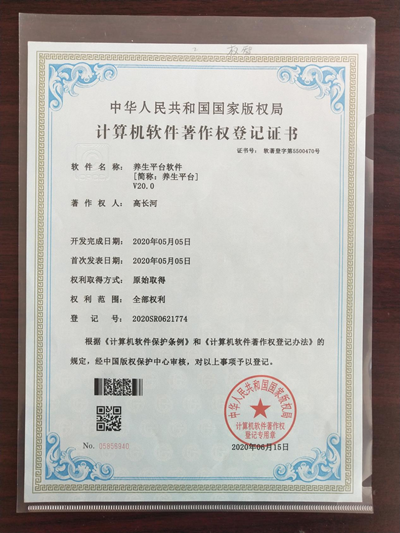 中华人民共和国国家版权局
计算机软件著作权登记证书
证书号： 软著登字第5500470号
软件名称： 养生平台软件
[简称：养生平台]
V20.0
著作权人： 高长河
开发完成日期： 2020年05月05日
首次发表日期： 2020年05月05日
权利取得方式： 原始取得
权利范围： 全部权利
登记号： 2020SR0621774
根据《计算机软件保护条例》和《计算机软件著作权登记办法》的
规定，经中国版权保护中心审核，对以上事项予以登记。
中华人民共和国国家版权局
计算机软件著作权
登记专用章
No. 05956940
2020年06月15日